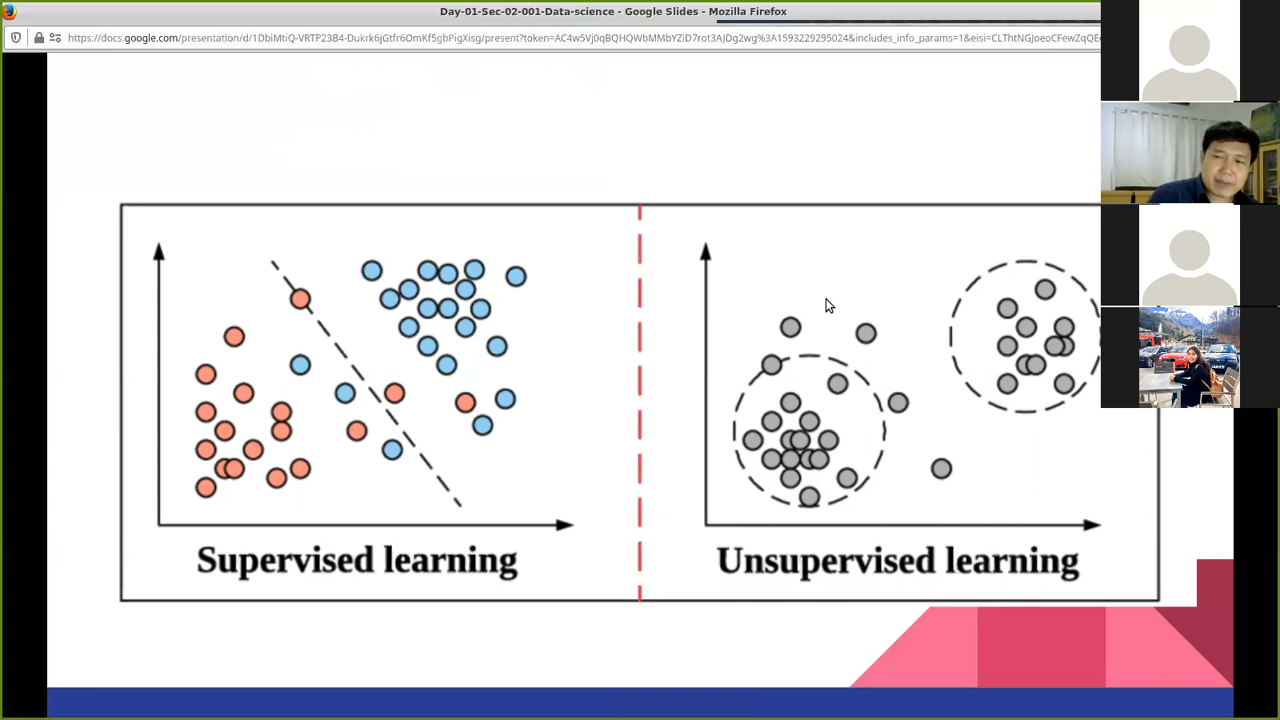 Day-01-Sec-02-001-Data-science - Google Slides - Mozilla Firefox
Supervised learning
Unsupervised learning